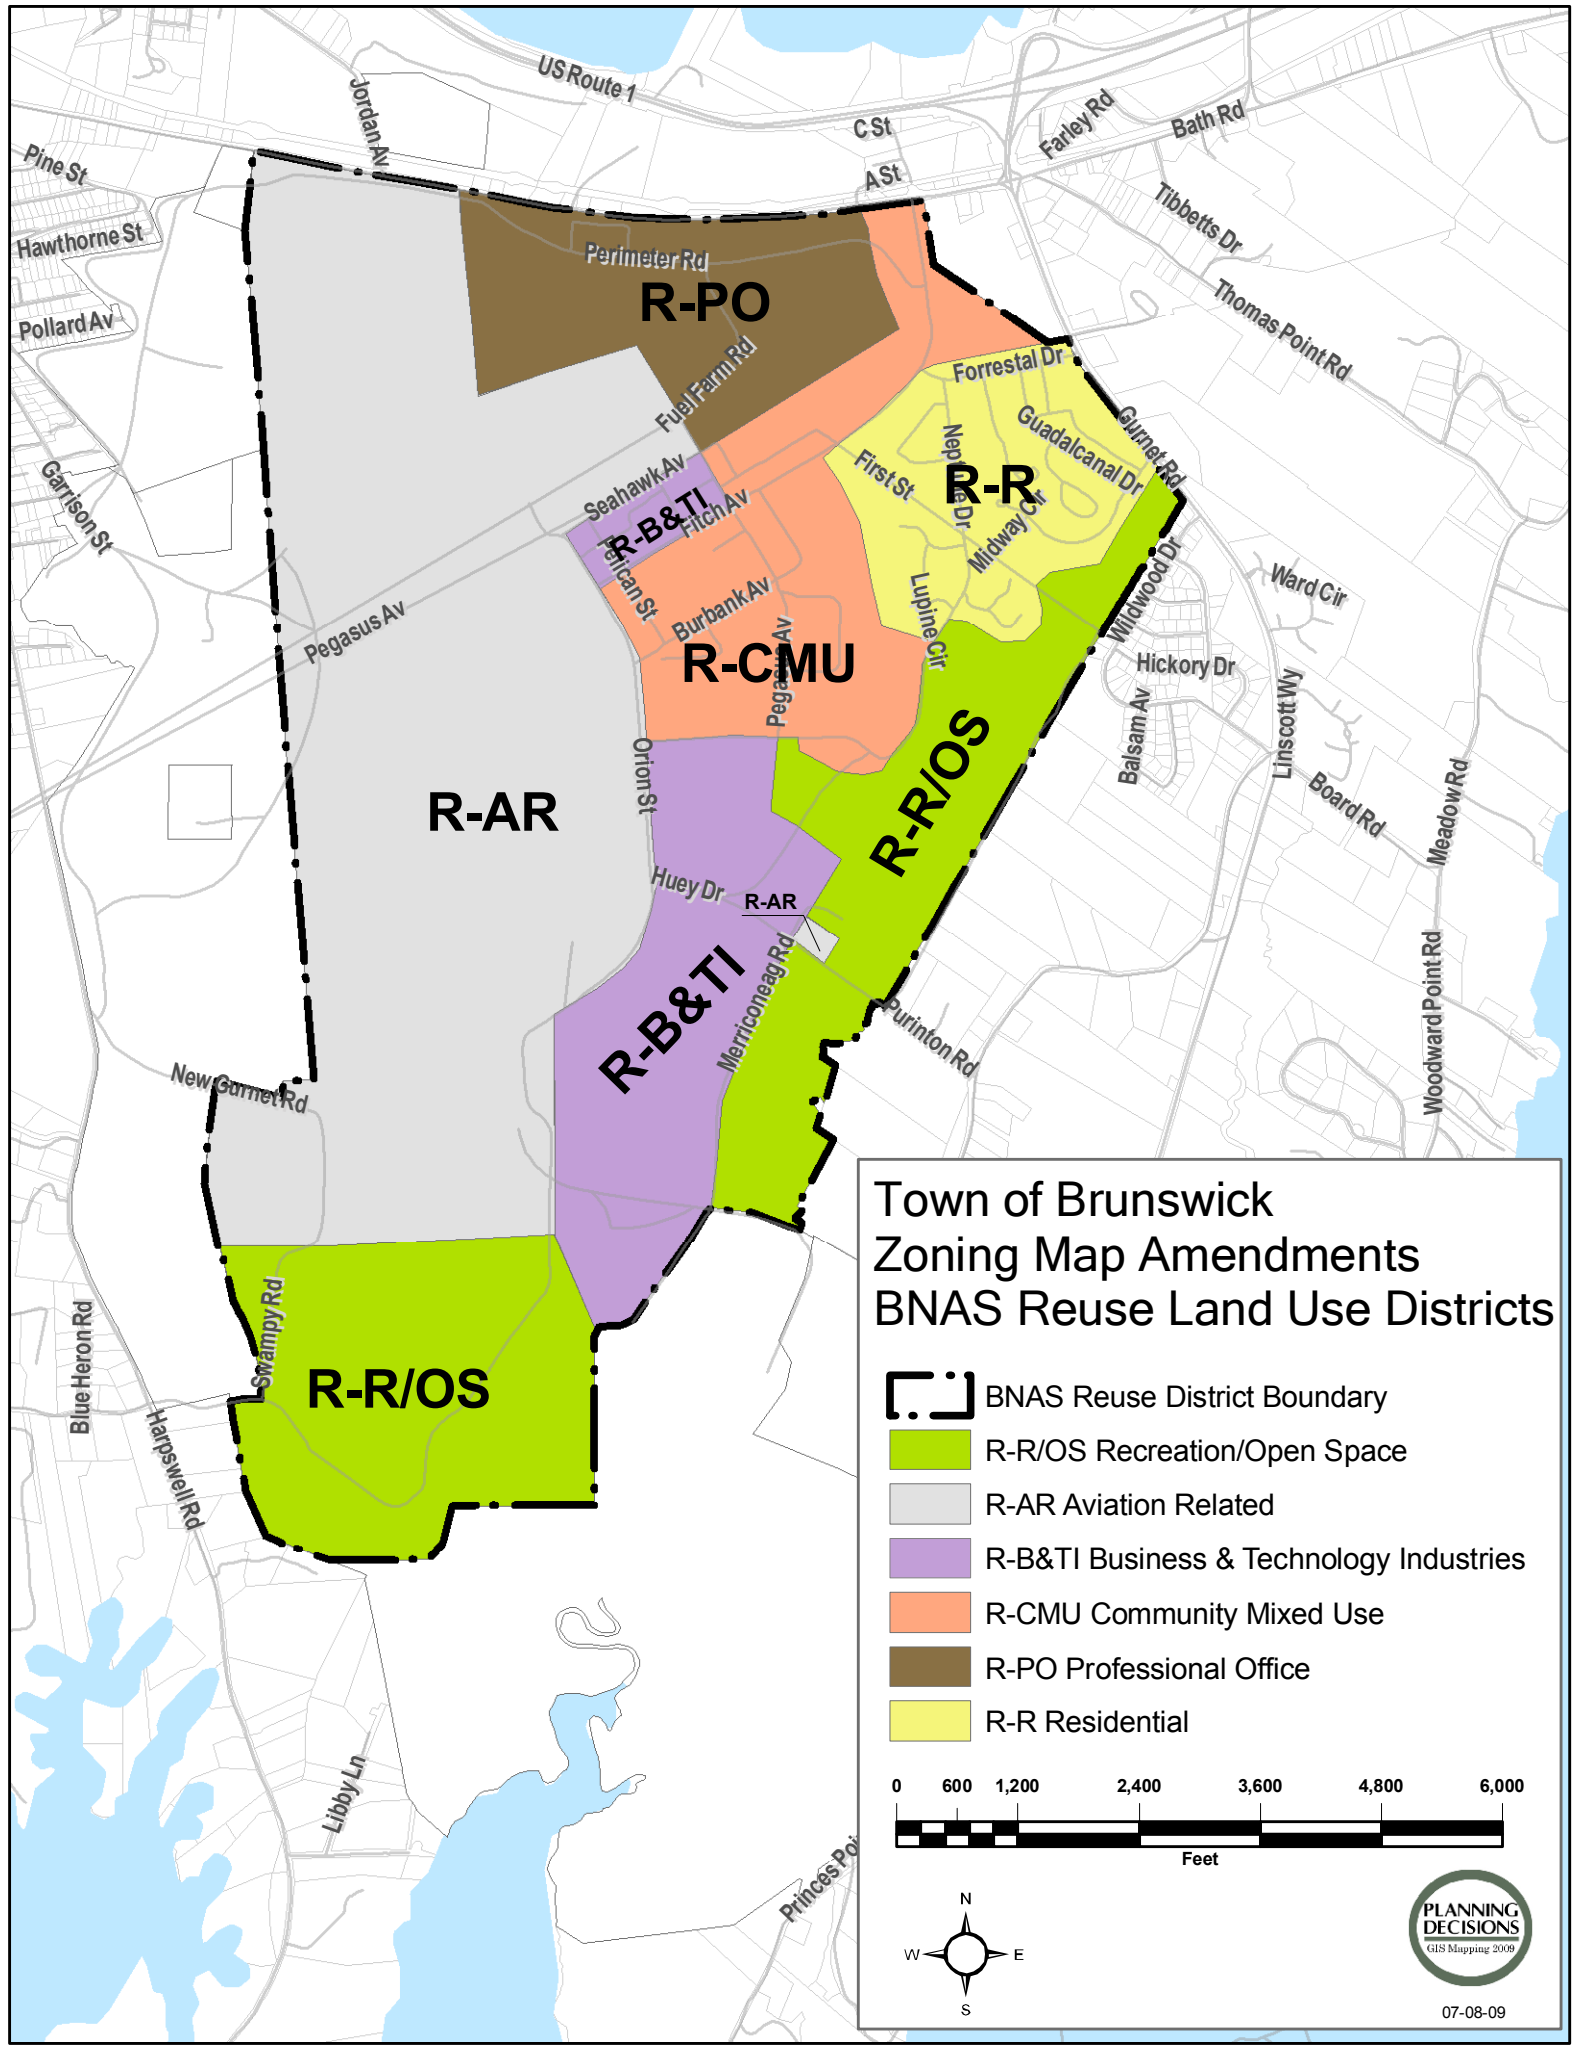 US Route 1
Jordan Av
C St
Farley Rd
Bath Rd
Pine St
A St
Tibbetts Dr
Hawthorne St
Perimeter Rd
R-PO
Thomas Point Rd
Pollard Av
Fuel Farm Rd
Forrestal Dr
Gurnet Rd
Guadalcanal Dr
Neptune Dr
First St
R-R
Midway Cir
Garrison St
Seahawk Av
R-B&TI
Fitch Av
Pelican St
Wildwood Dr
Ward Cir
Lupine Cir
Burbank Av
Pegasus Av
R-CMU
Pegasus Av
Hickory Dr
Balsam Av
Linscott Wy
Orion St
R-R/OS
Board Rd
Meadow Rd
R-AR
Huey Dr
R-AR
Merriconeag Rd
R-B&TI
Purinton Rd
Woodward Point Rd
New Gurnet Rd
Swampy Rd
Blue Heron Rd
R-R/OS
Harpswell Rd
Libby Ln
Princes Poi
Town of Brunswick
Zoning Map Amendments
BNAS Reuse Land Use Districts
BNAS Reuse District Boundary
R-R/OS Recreation/Open Space
R-AR Aviation Related
R-B&TI Business & Technology Industries
R-CMU Community Mixed Use
R-PO Professional Office
R-R Residential
0 600 1,200 2,400 3,600 4,800 6,000
Feet
N
W E
S
PLANNING
DECISIONS
GIS Mapping 2009
07-08-09